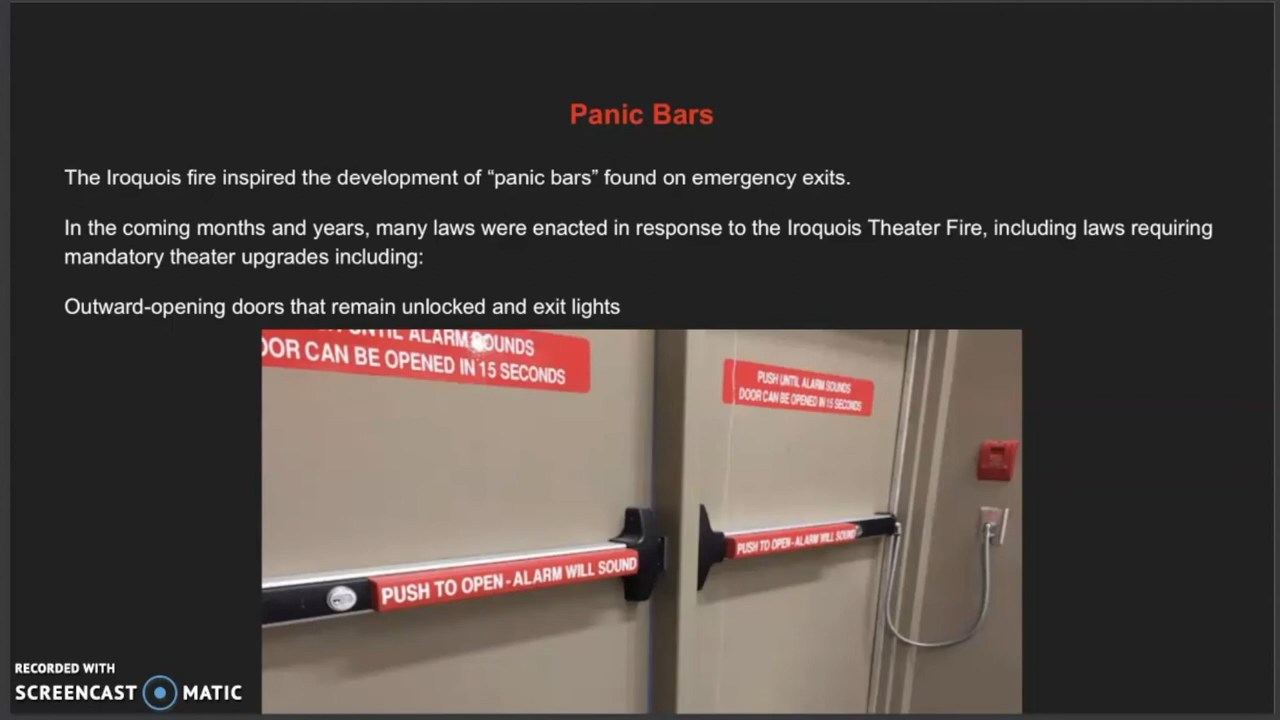 Panic Bars
The Iroquois fire inspired the development of “panic bars” found on emergency exits.
In the coming months and years, many laws were enacted in response to the Iroquois Theater Fire, including laws requiring
mandatory theater upgrades including:
Outward-opening doors that remain unlocked and exit lights
UNTIL ALARM SOUNDS
DOOR CAN BE OPENED IN 15 SECONDS
PUSH UNTIL ALARM SOUNDS
DOOR CAN BE OPENED IN 15 SECONDS
PUSH TO OPEN - ALARM WILL SOUND
PUSH TO OPEN - ALARM WILL SOUND
RECORDED WITH
SCREENCAST MATIC